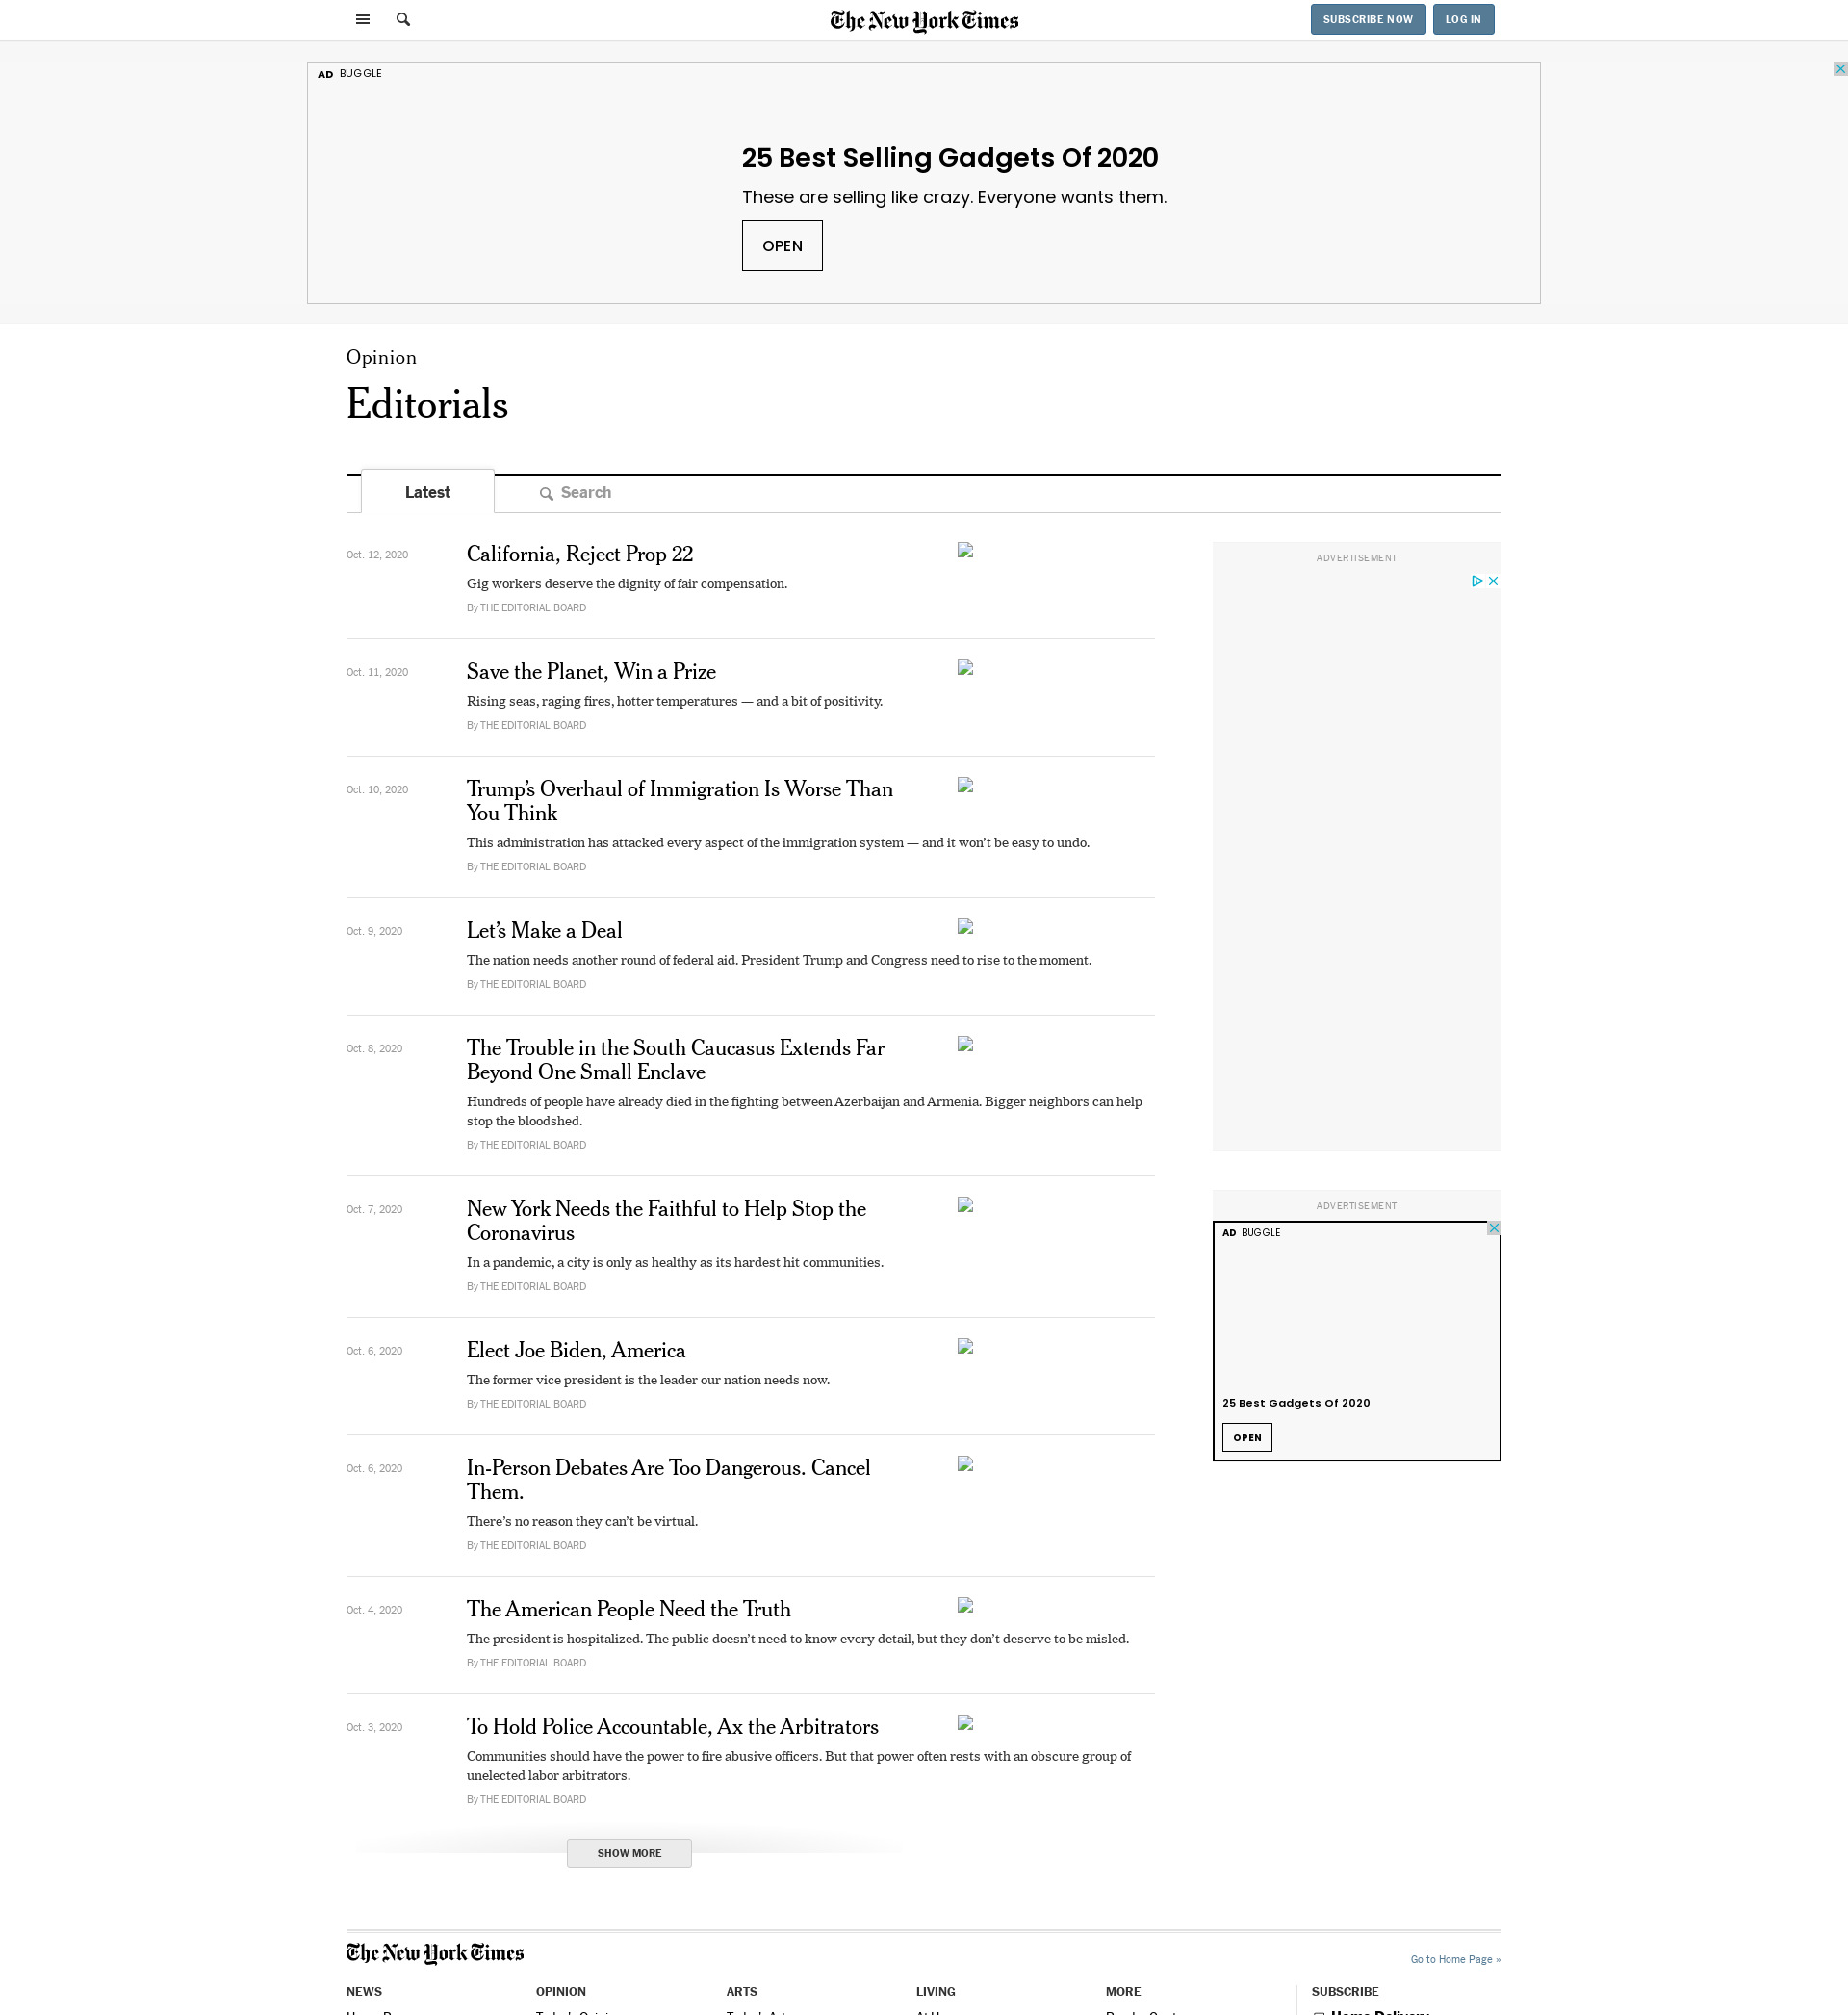 The New York Times
SUBSCRIBE NOW
LOG IN
AD BUGGLE
25 Best Selling Gadgets Of 2020
These are selling like crazy. Everyone wants them.
OPEN
Opinion
Editorials
Latest
Search
Oct. 12, 2020
California, Reject Prop 22
Gig workers deserve the dignity of fair compensation.
By THE EDITORIAL BOARD
Oct. 11, 2020
Save the Planet, Win a Prize
Rising seas, raging fires, hotter temperatures — and a bit of positivity.
By THE EDITORIAL BOARD
Oct. 10, 2020
Trump’s Overhaul of Immigration Is Worse Than
You Think
This administration has attacked every aspect of the immigration system — and it won’t be easy to undo.
By THE EDITORIAL BOARD
Oct. 9, 2020
Let’s Make a Deal
The nation needs another round of federal aid. President Trump and Congress need to rise to the moment.
By THE EDITORIAL BOARD
Oct. 8, 2020
The Trouble in the South Caucasus Extends Far
Beyond One Small Enclave
Hundreds of people have already died in the fighting between Azerbaijan and Armenia. Bigger neighbors can help
stop the bloodshed.
By THE EDITORIAL BOARD
Oct. 7, 2020
New York Needs the Faithful to Help Stop the
Coronavirus
In a pandemic, a city is only as healthy as its hardest hit communities.
By THE EDITORIAL BOARD
Oct. 6, 2020
Elect Joe Biden, America
The former vice president is the leader our nation needs now.
By THE EDITORIAL BOARD
Oct. 6, 2020
In-Person Debates Are Too Dangerous. Cancel
Them.
There’s no reason they can’t be virtual.
By THE EDITORIAL BOARD
Oct. 4, 2020
The American People Need the Truth
The president is hospitalized. The public doesn’t need to know every detail, but they don’t deserve to be misled.
By THE EDITORIAL BOARD
Oct. 3, 2020
To Hold Police Accountable, Ax the Arbitrators
Communities should have the power to fire abusive officers. But that power often rests with an obscure group of
unelected labor arbitrators.
By THE EDITORIAL BOARD
SHOW MORE
ADVERTISEMENT
ADVERTISEMENT
AD BUGGLE
25 Best Gadgets Of 2020
OPEN
The New York Times
Go to Home Page »
NEWS
OPINION
ARTS
LIVING
MORE
SUBSCRIBE